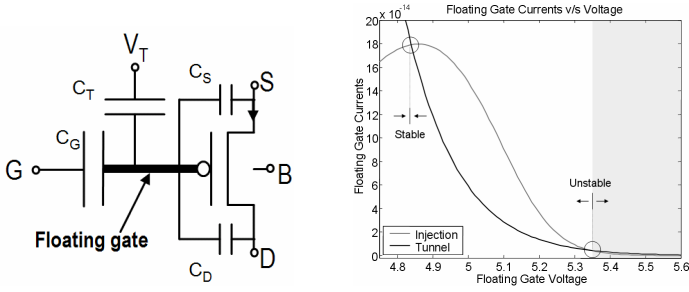 V_T
C_T
C_S
S
C_G
G
B
Floating gate
C_D
D
Floating Gate Currents v/s Voltage
x 10^-14
20
18
16
14
12
10
8
6
4
2
0
Floating Gate Currents
Stable
Unstable
Injection
Tunnel
4.8 4.9 5 5.1 5.2 5.3 5.4 5.5 5.6
Floating Gate Voltage